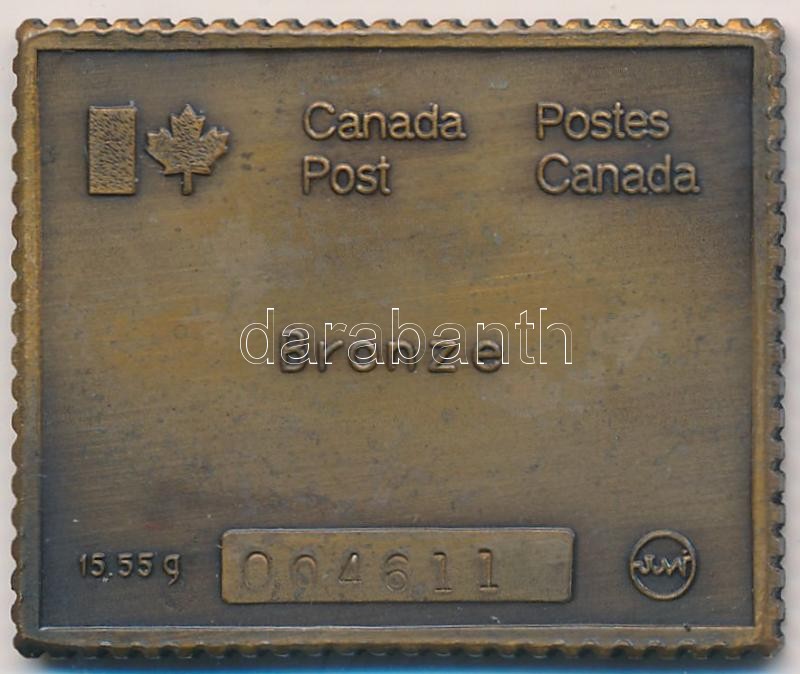 Canada Postes
Post Canada
darabanth
Bronze
15.55 g 004611